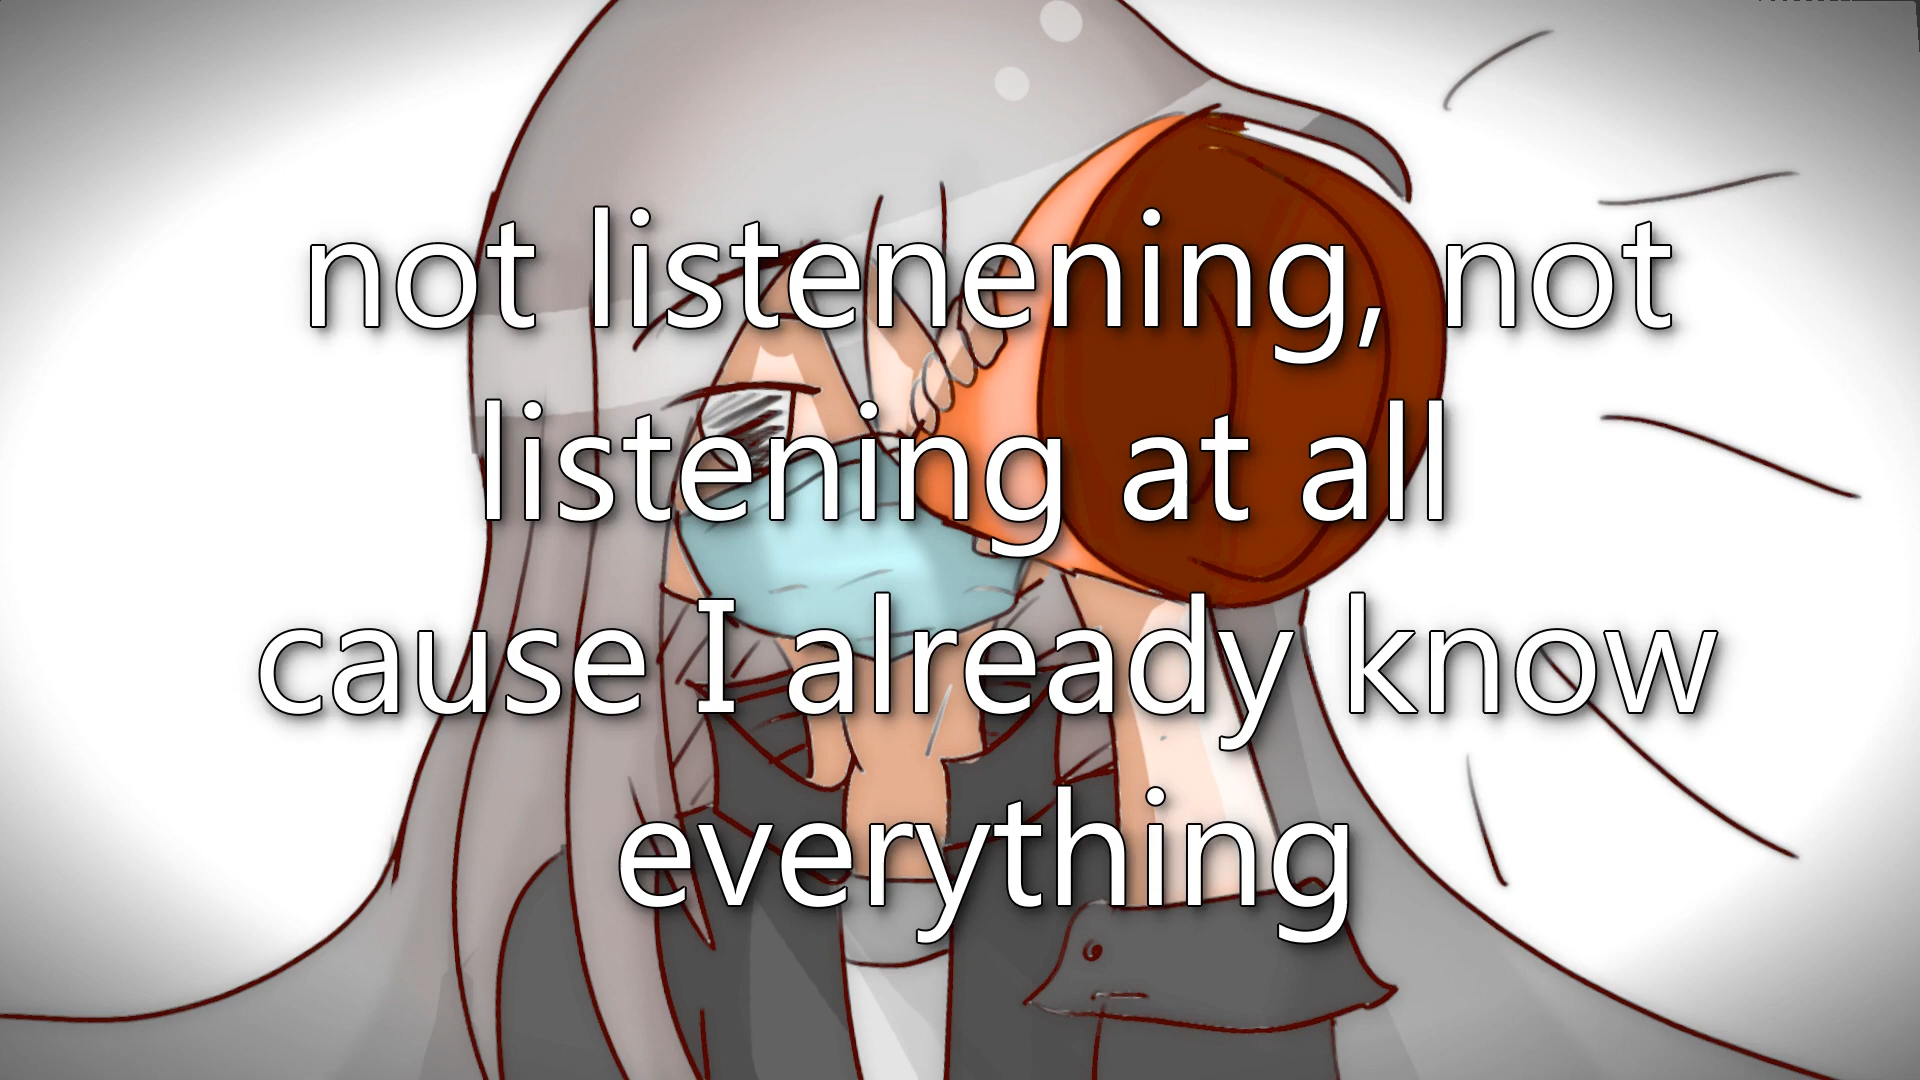 not listenening, not
listening at all
cause I already know
everything